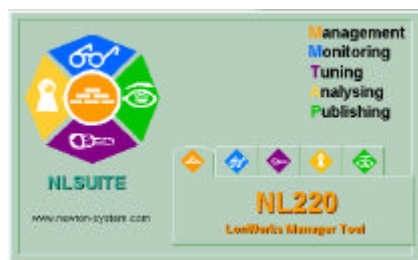 Management
Monitoring
Tuning
Analysing
Publishing
NLSUITE
www.newron-system.com
NL220
LonWorks Manager Tool